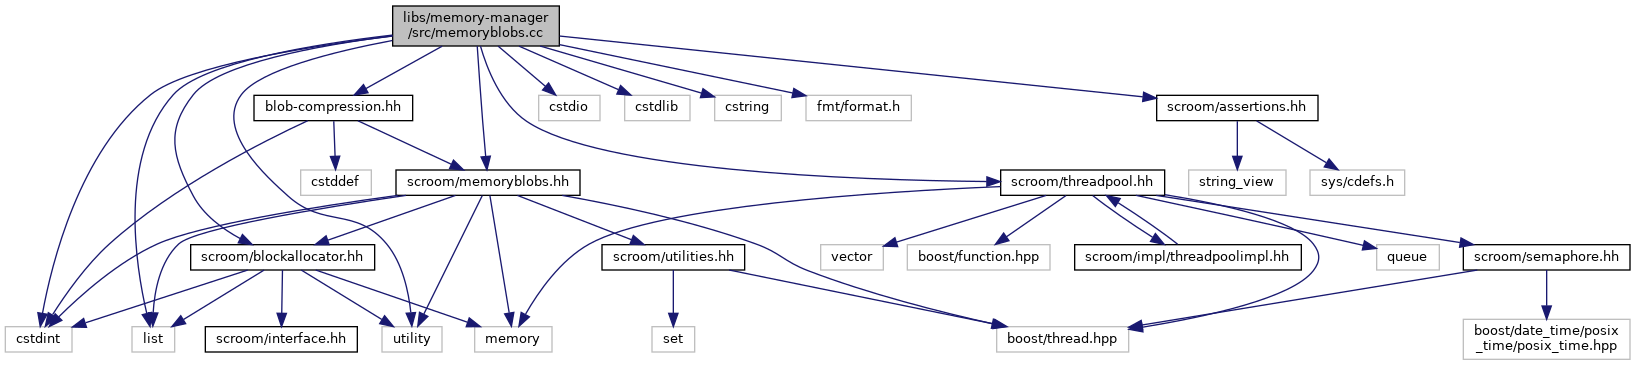 libs/memory-manager
/src/memoryblobs.cc
blob-compression.hh
cstdio
cstdlib
cstring
fmt/format.h
scroom/assertions.hh
cstddef
scroom/memoryblobs.hh
scroom/threadpool.hh
string_view
sys/cdefs.h
scroom/blockallocator.hh
scroom/utilities.hh
vector
boost/function.hpp
scroom/impl/threadpoolimpl.hh
queue
scroom/semaphore.hh
cstdint
list
scroom/interface.hh
utility
memory
set
boost/thread.hpp
boost/date_time/posix
_time/posix_time.hpp